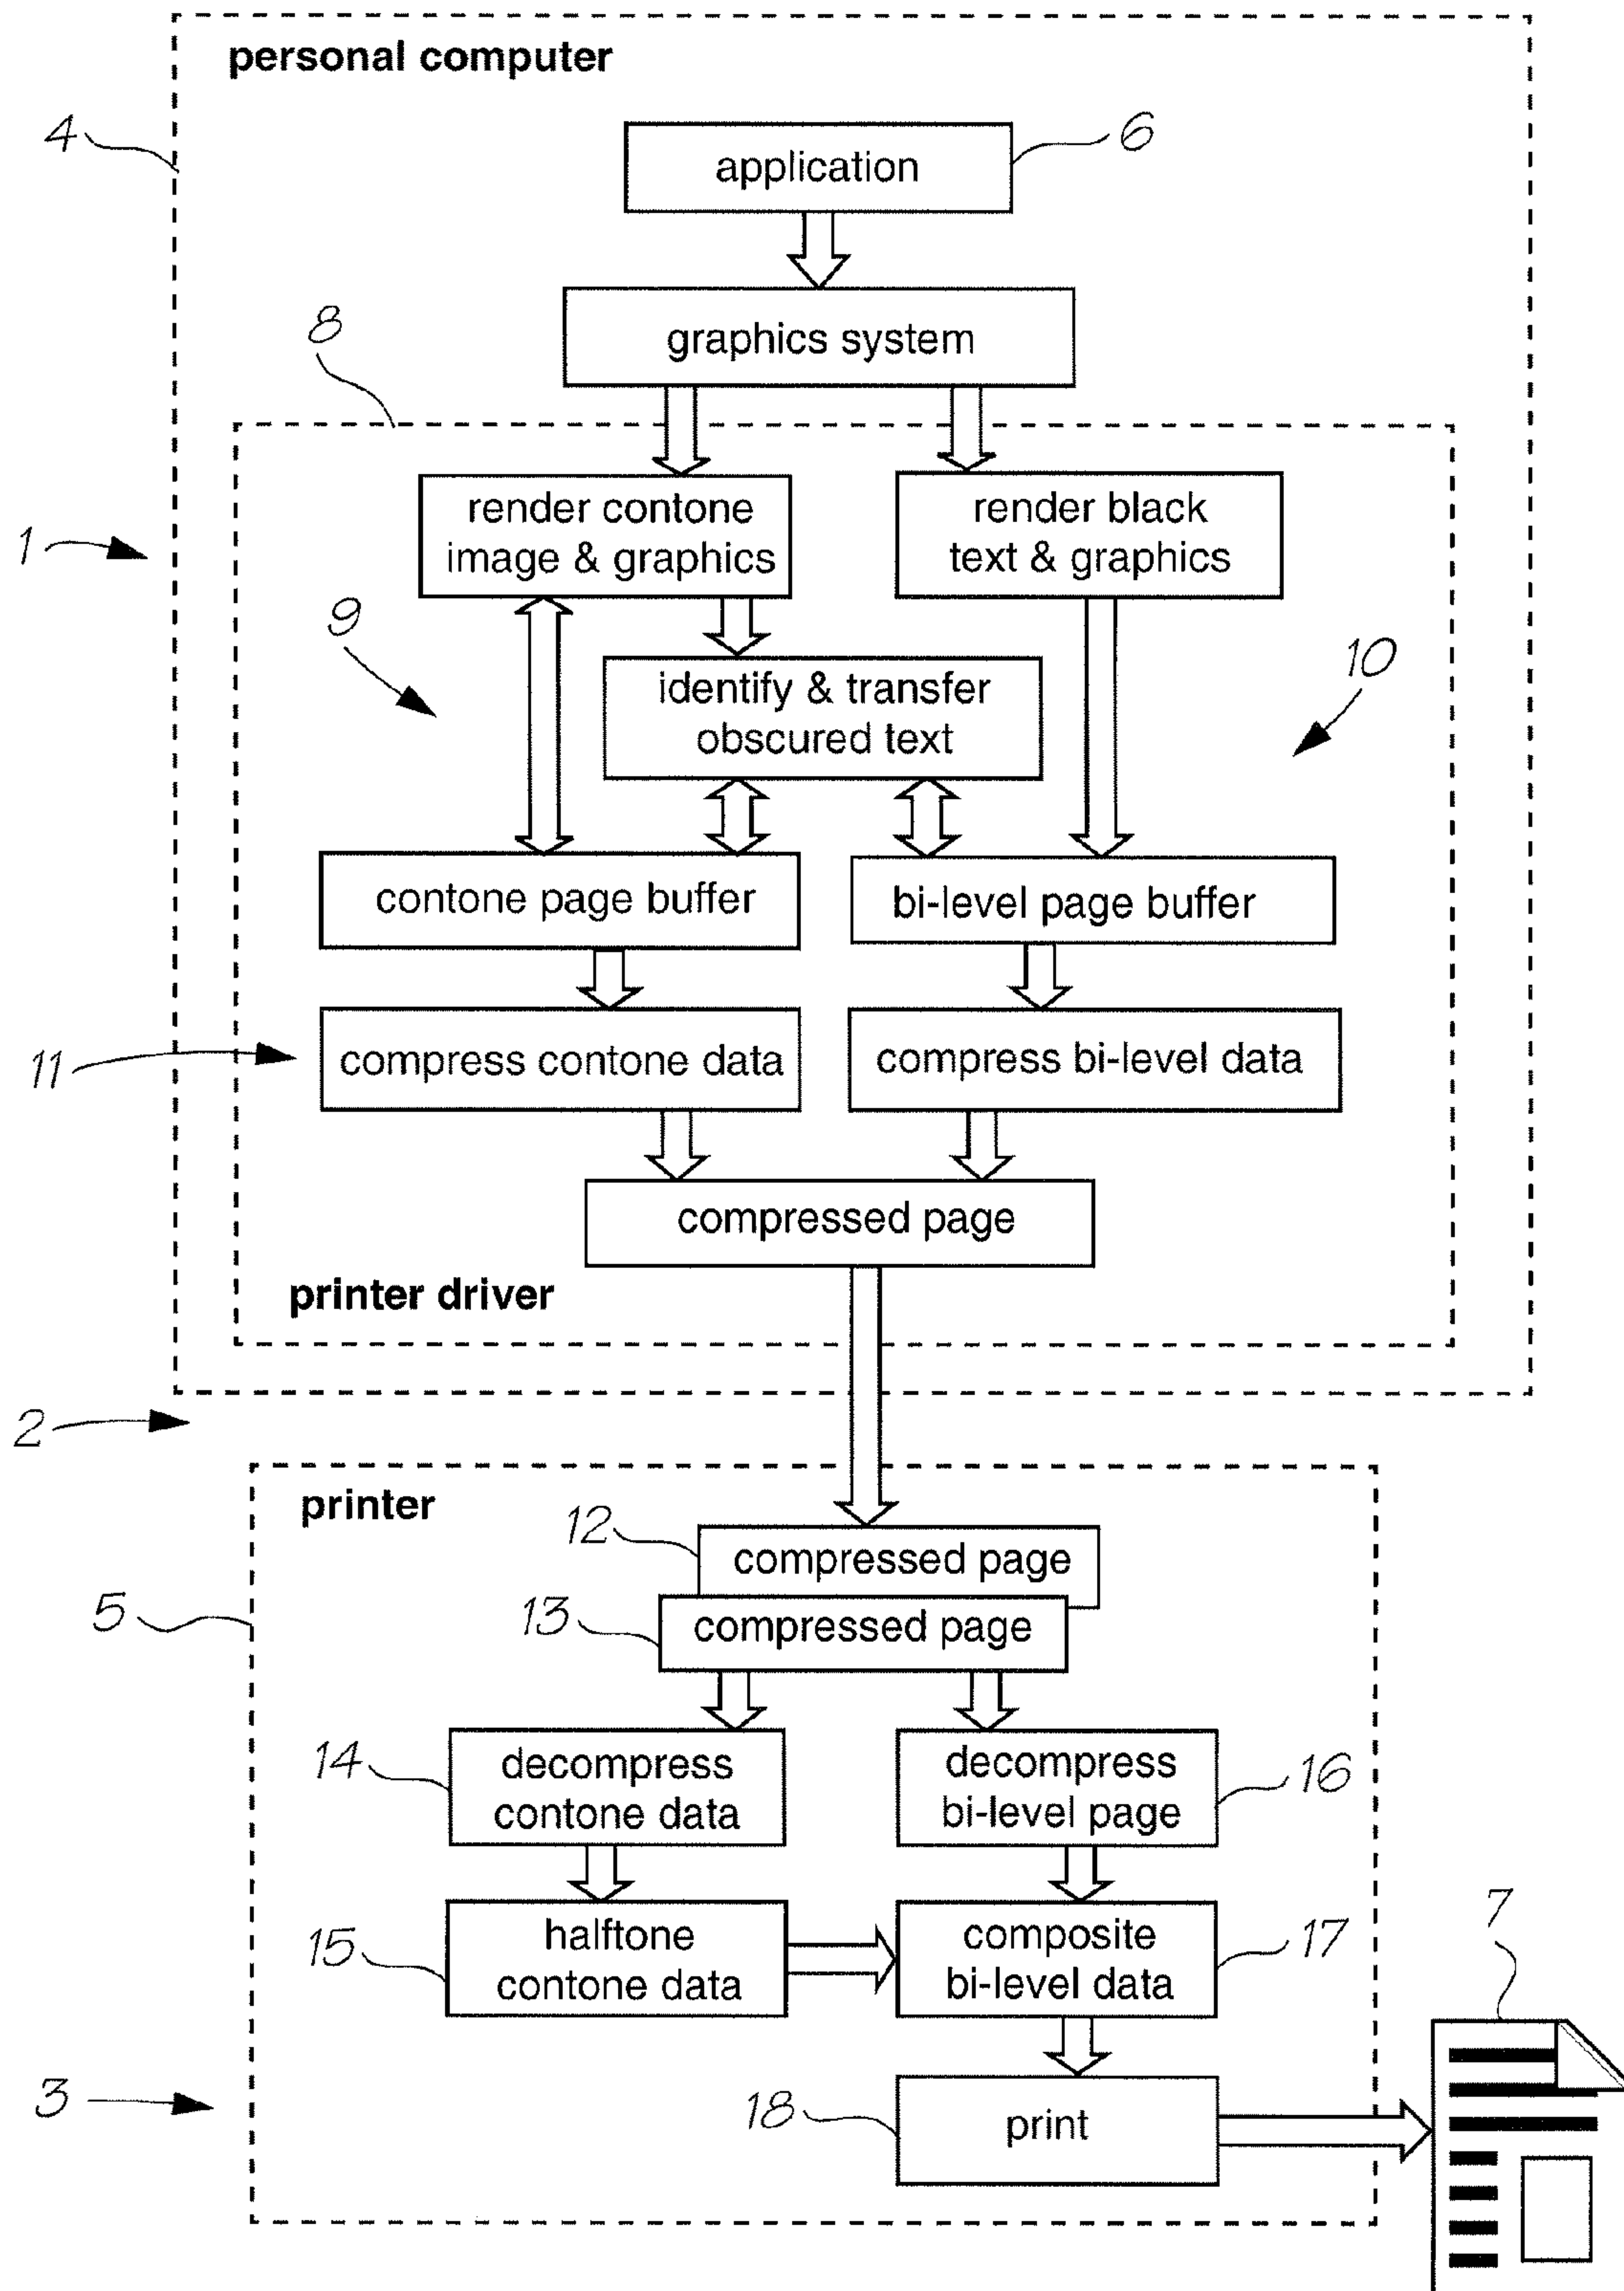 personal computer
4
application
6
graphics system
8
render contone
image & graphics
render black
text & graphics
1
9
identify & transfer
obscured text
10
contone page buffer
bi-level page buffer
11
compress contone data
compress bi-level data
compressed page
printer driver
2
printer
12
compressed page
5
13
compressed page
14
decompress
contone data
decompress
bi-level page
16
15
halftone
contone data
composite
bi-level data
17
7
3
18
print